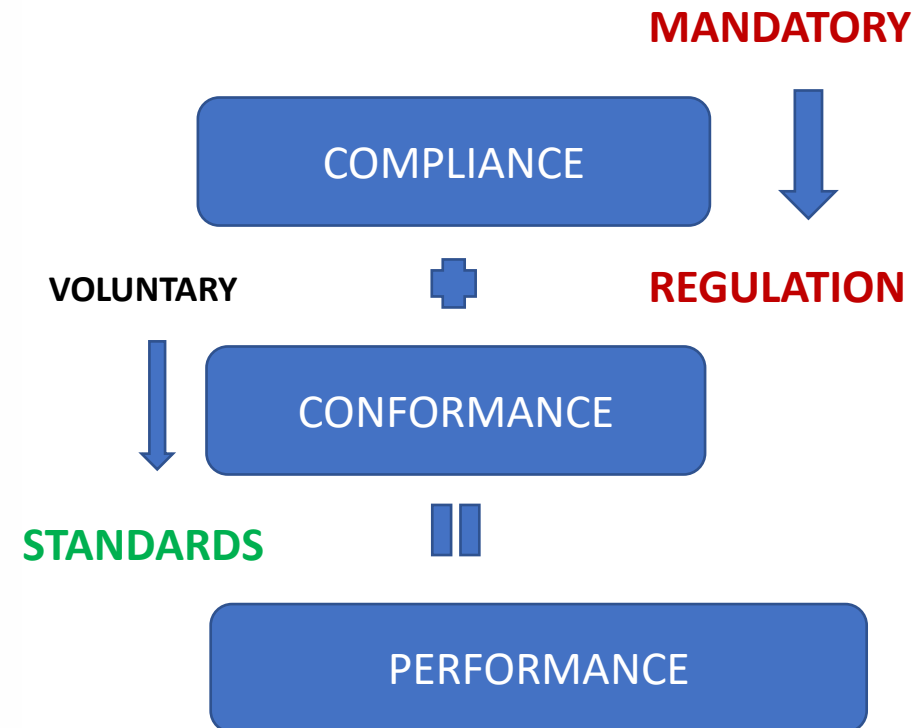 MANDATORY
COMPLIANCE
VOLUNTARY
REGULATION
CONFORMANCE
STANDARDS
PERFORMANCE